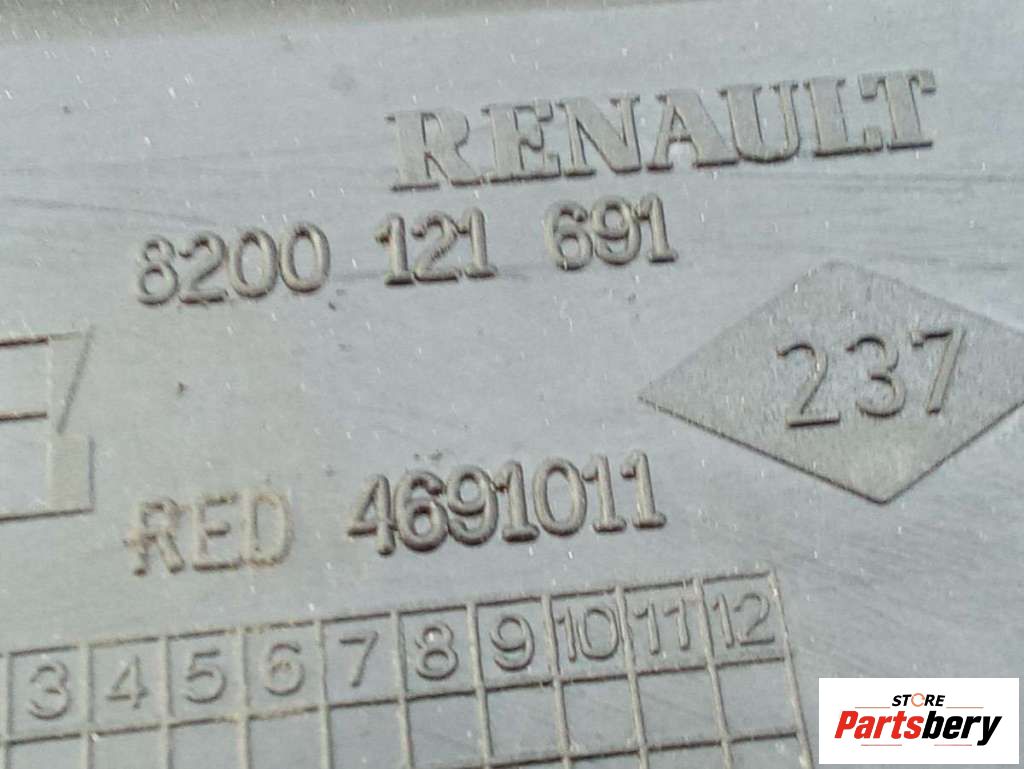 RENAULT
8200 121 691
237
RED 4691011
3 4 5 6 7 8 9 10 11 12
STORE
Partsbery